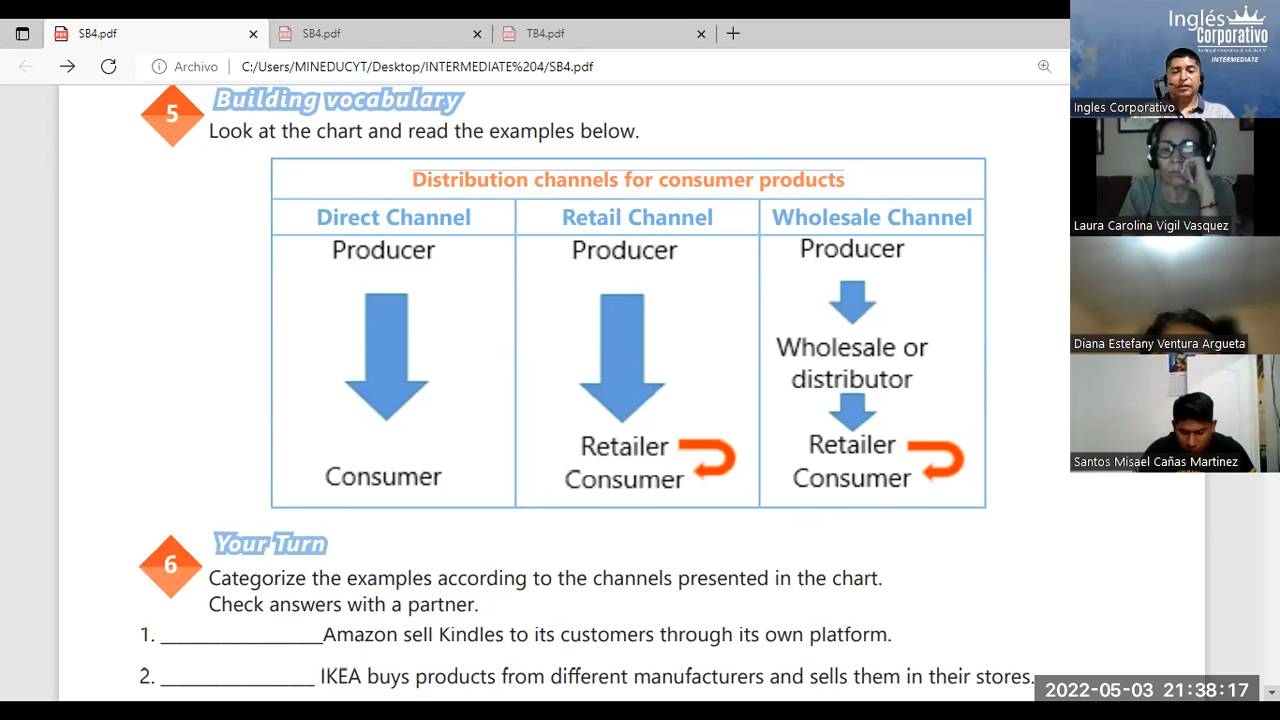 SB4.pdf
SB4.pdf
TB4.pdf
Archivo
C:/Users/MINEDUCYT/Desktop/INTERMEDIATE%204/SB4.pdf
5
Building vocabulary
Look at the chart and read the examples below.
Distribution channels for consumer products
Direct Channel
Retail Channel
Wholesale Channel
Producer
Producer
Producer
Wholesale or
distributor
Consumer
Retailer
Consumer
Retailer
Consumer
6
Your Turn
Categorize the examples according to the channels presented in the chart.
Check answers with a partner.
1. __________________Amazon sell Kindles to its customers through its own platform.
2. _________________ IKEA buys products from different manufacturers and sells them in their stores.
Inglés
Corporativo
INTERMEDIATE
Ingles Corporativo
Laura Carolina Vigil Vasquez
Diana Estefany Ventura Argueta
Santos Misael Cañas Martinez
2022-05-03 21:38:17